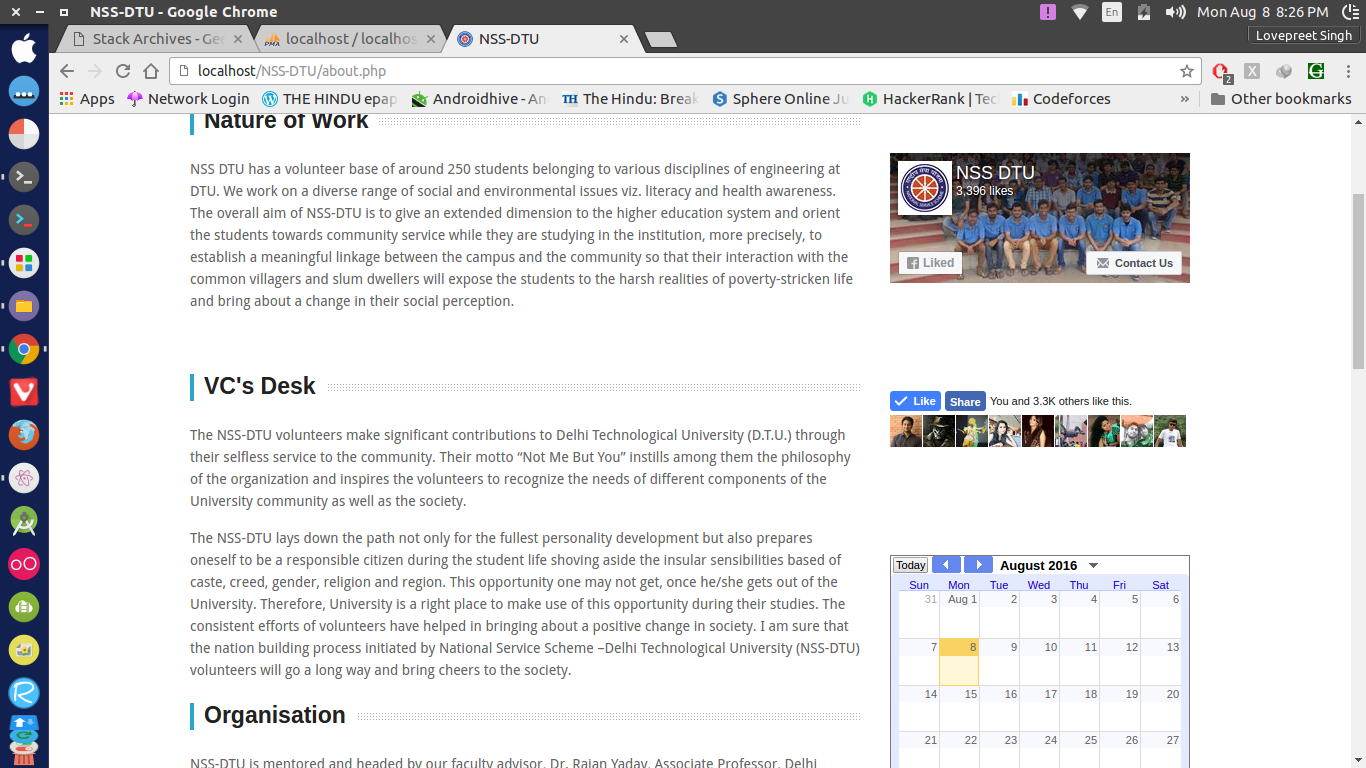 NSS-DTU - Google Chrome
En
Mon Aug 8 8:26 PM
Lovepreet Singh
Stack Archives - Gee
localhost / localhos
NSS-DTU
localhost/NSS-DTU/about.php
2
Apps
Network Login
THE HINDU epap
Androidhive - An
The Hindu: Break
Sphere Online Ju
HackerRank | Tec
Codeforces
»
Other bookmarks
Nature of Work
NSS DTU has a volunteer base of around 250 students belonging to various disciplines of engineering at
DTU. We work on a diverse range of social and environmental issues viz. literacy and health awareness.
The overall aim of NSS-DTU is to give an extended dimension to the higher education system and orient
the students towards community service while they are studying in the institution, more precisely, to
establish a meaningful linkage between the campus and the community so that their interaction with the
common villagers and slum dwellers will expose the students to the harsh realities of poverty-stricken life
and bring about a change in their social perception.
VC's Desk
The NSS-DTU volunteers make significant contributions to Delhi Technological University (D.T.U.) through
their selfless service to the community. Their motto “Not Me But You” instills among them the philosophy
of the organization and inspires the volunteers to recognize the needs of different components of the
University community as well as the society.
The NSS-DTU lays down the path not only for the fullest personality development but also prepares
oneself to be a responsible citizen during the student life shoving aside the insular sensibilities based of
caste, creed, gender, religion and region. This opportunity one may not get, once he/she gets out of the
University. Therefore, University is a right place to make use of this opportunity during their studies. The
consistent efforts of volunteers have helped in bringing about a positive change in society. I am sure that
the nation building process initiated by National Service Scheme –Delhi Technological University (NSS-DTU)
volunteers will go a long way and bring cheers to the society.
Organisation
NSS-DTU is mentored and headed by our faculty advisor, Dr. Rajan Yadav, Associate Professor, Delhi
NSS DTU
3,396 likes
Liked
Contact Us
Like
Share
You and 3.3K others like this.
Today
August 2016
Sun Mon Tue Wed Thu Fri Sat
31 Aug 1 2 3 4 5 6
7 8 9 10 11 12 13
14 15 16 17 18 19 20
21 22 23 24 25 26 27